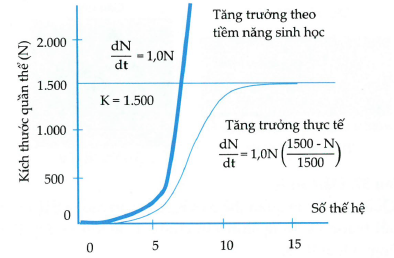 Tăng trưởng theo
tiềm năng sinh học
Kích thước quần thể (N)
2.000
1.500
1.000
500
0
dN/dt = 1,0N
K = 1.500
Tăng trưởng thực tế
dN/dt = 1,0N (1500 - N / 1500)
Số thế hệ
0 5 10 15